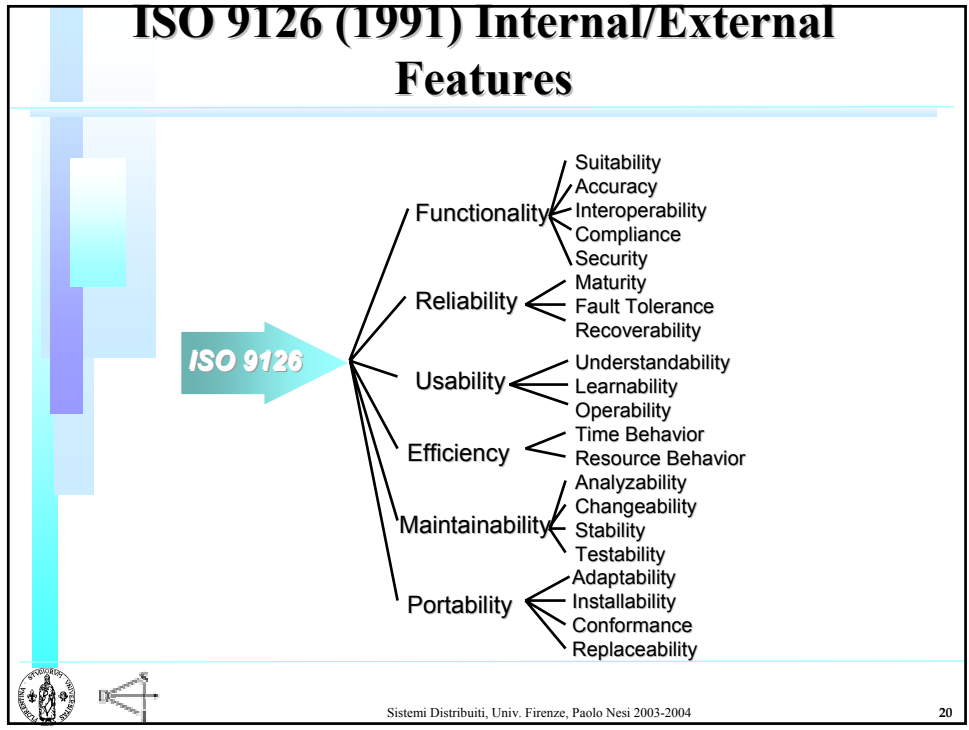 ISO 9126 (1991) Internal/External
Features
ISO 9126
Functionality
Suitability
Accuracy
Interoperability
Compliance
Security
Reliability
Maturity
Fault Tolerance
Recoverability
Usability
Understandability
Learnability
Operability
Efficiency
Time Behavior
Resource Behavior
Maintainability
Analyzability
Changeability
Stability
Testability
Portability
Adaptability
Installability
Conformance
Replaceability
Sistemi Distribuiti, Univ. Firenze, Paolo Nesi 2003-2004
20